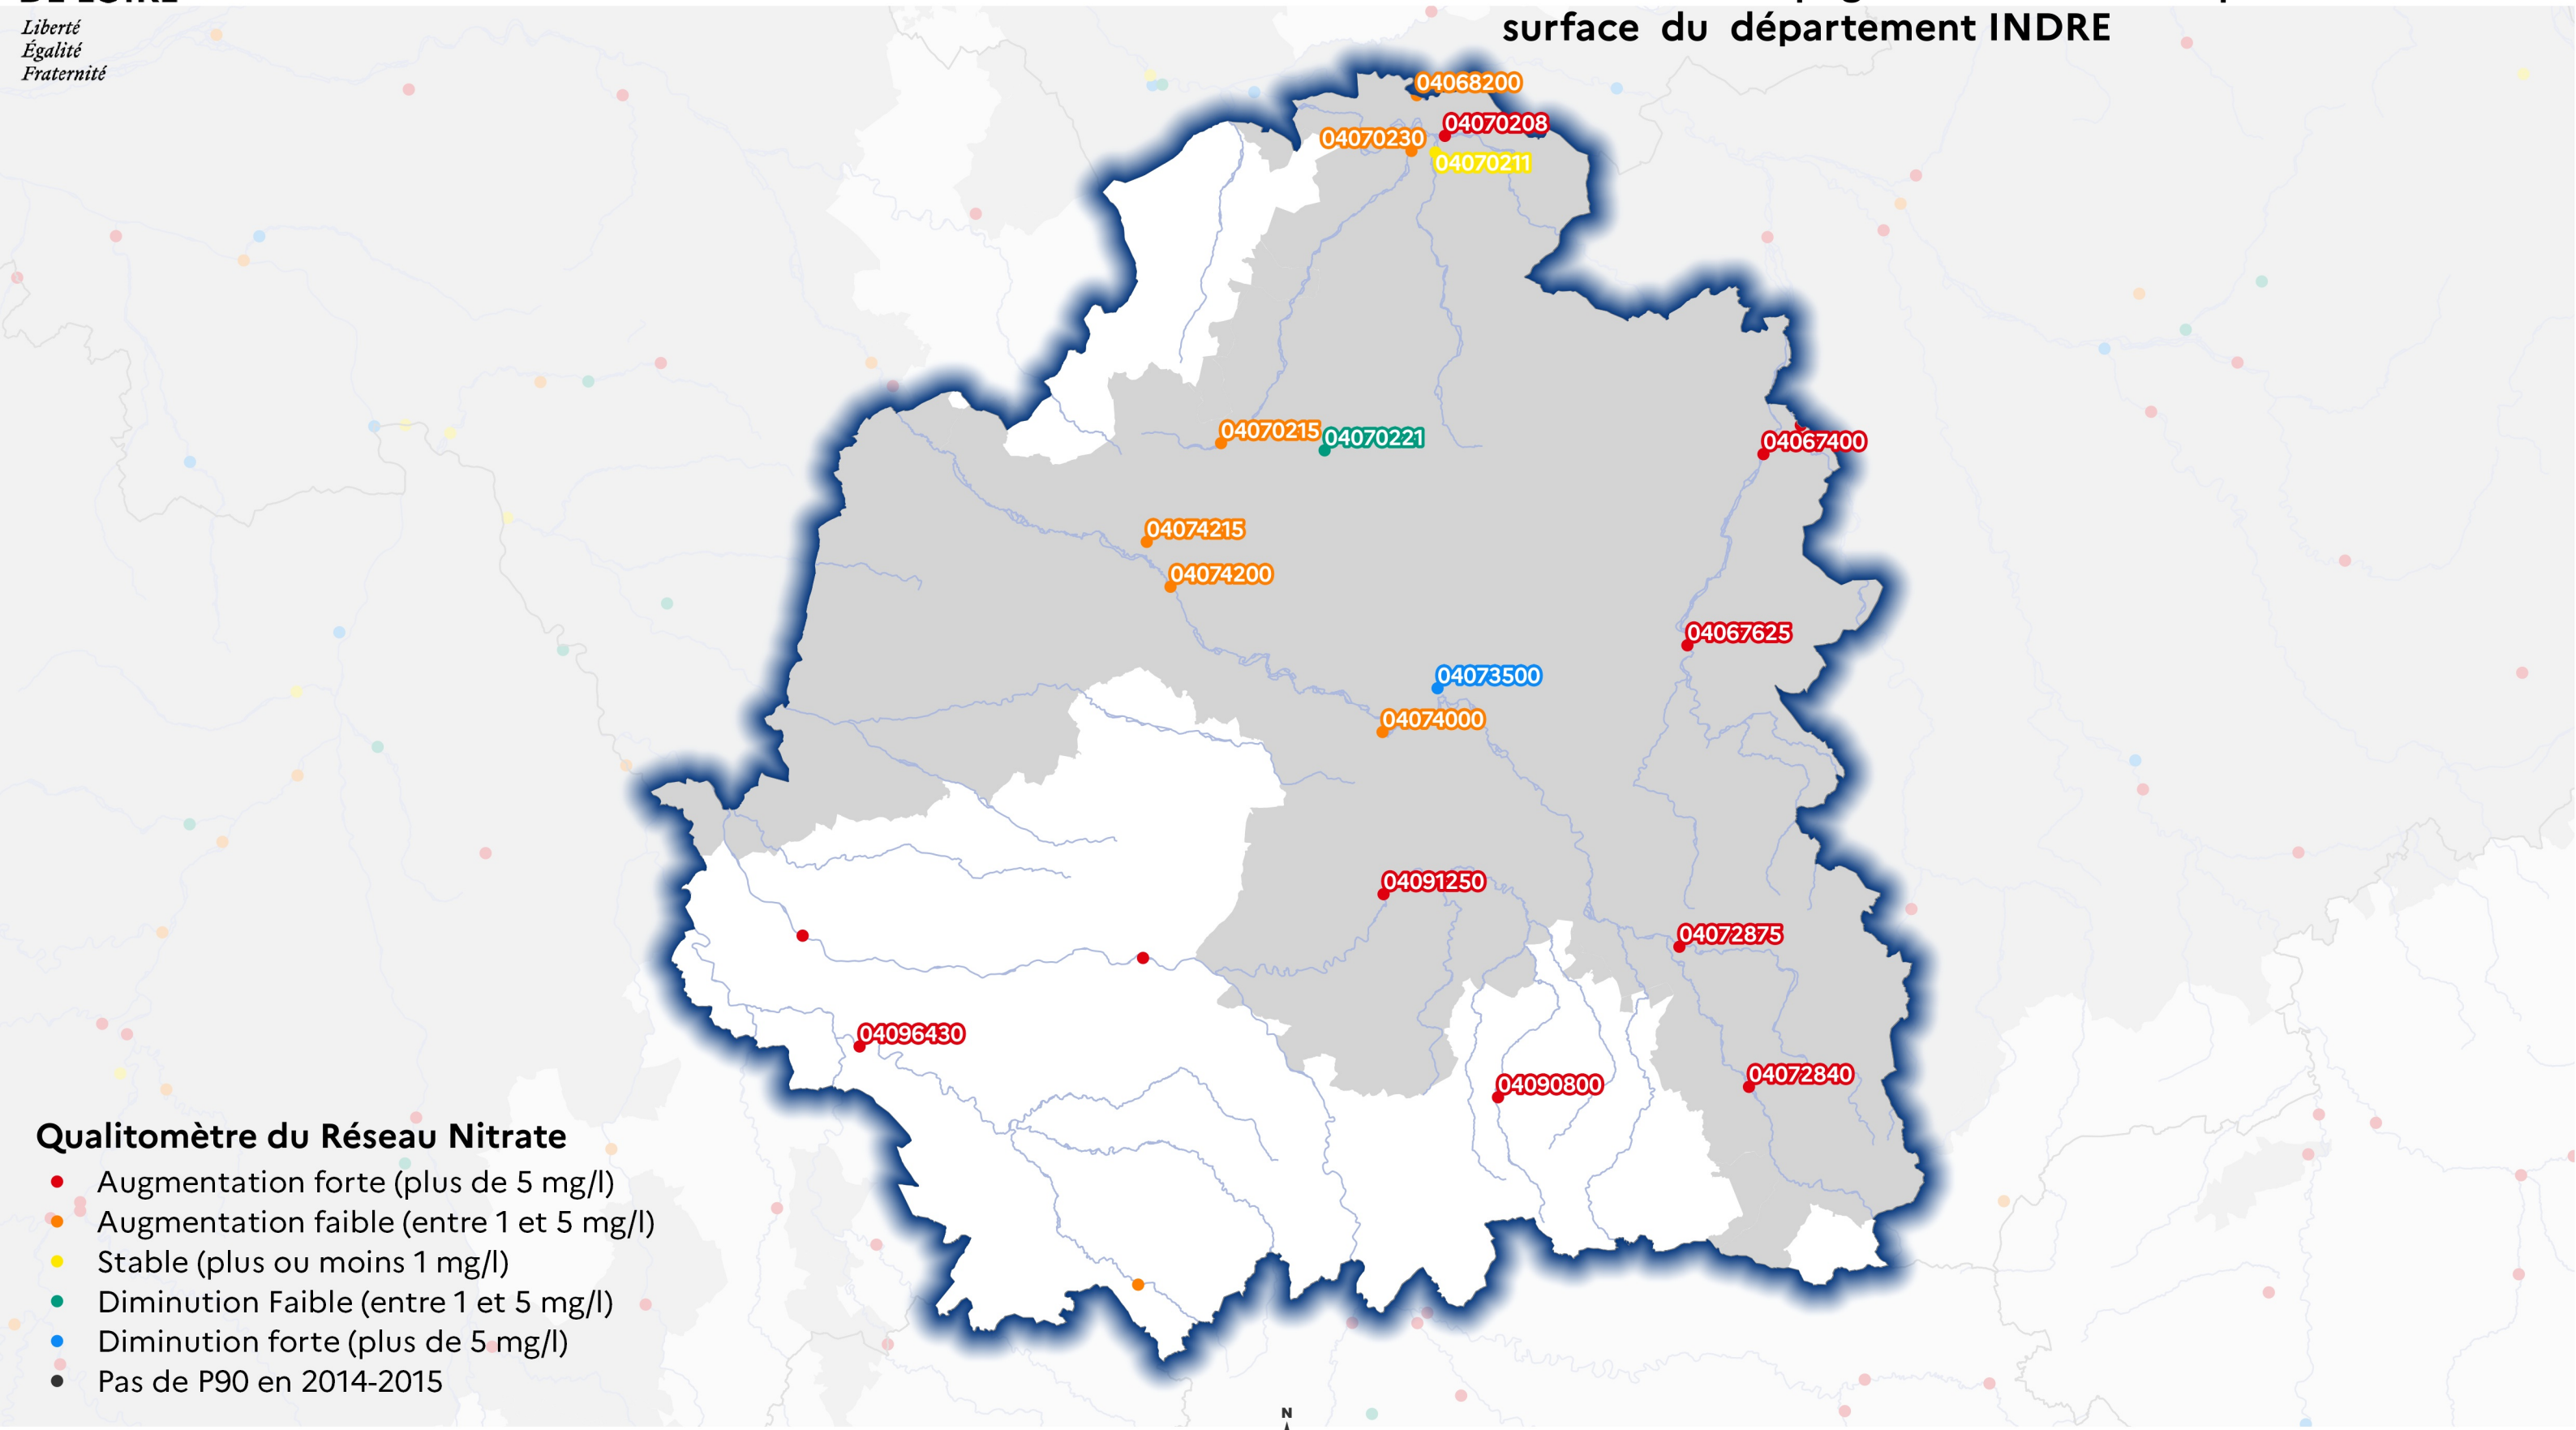 DE LOIRE
Liberté
Égalité
Fraternité
surface du département INDRE
04068200
04070208
04070230
04070211
04070215
04070221
04067400
04074215
04074200
04067625
04073500
04074000
04091250
04072875
04096430
04090800
04072840
Qualitomètre du Réseau Nitrate
Augmentation forte (plus de 5 mg/l)
Augmentation faible (entre 1 et 5 mg/l)
Stable (plus ou moins 1 mg/l)
Diminution Faible (entre 1 et 5 mg/l)
Diminution forte (plus de 5 mg/l)
Pas de P90 en 2014-2015
N